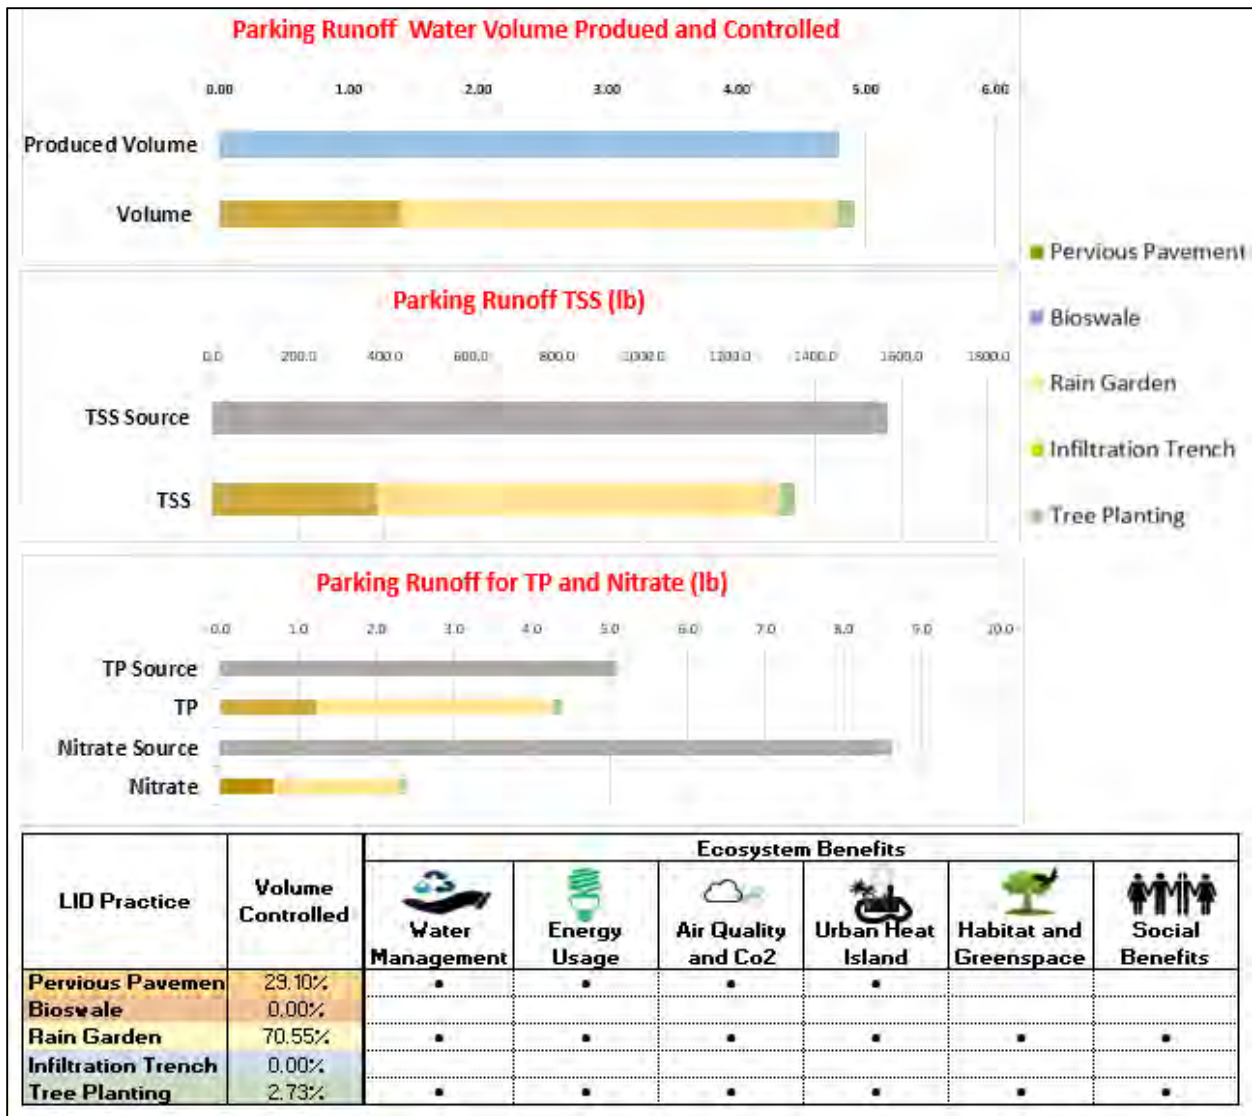 Parking Runoff Water Volume Produed and Controlled
0.00 1.00 2.00 3.00 4.00 5.00 6.00
Produced Volume
Volume
Pervious Pavement
Bioswale
Rain Garden
Infiltration Trench
Tree Planting
Parking Runoff TSS (lb)
0.0 200.0 400.0 600.0 800.0 1000.0 1200.0 1400.0 1600.0 1800.0
TSS Source
TSS
Parking Runoff for TP and Nitrate (lb)
0.0 1.0 2.0 3.0 4.0 5.0 6.0 7.0 8.0 9.0 10.0
TP Source
TP
Nitrate Source
Nitrate
LID Practice
Volume
Controlled
Ecosystem Benefits
Water
Management
Energy
Usage
Air Quality
and Co2
Urban Heat
Island
Habitat and
Greenspace
Social
Benefits
Pervious Pavemen 29.10% • • • •
Bioswale 0.00%
Rain Garden 70.55% • • • • • •
Infiltration Trench 0.00%
Tree Planting 2.73% • • • • • •